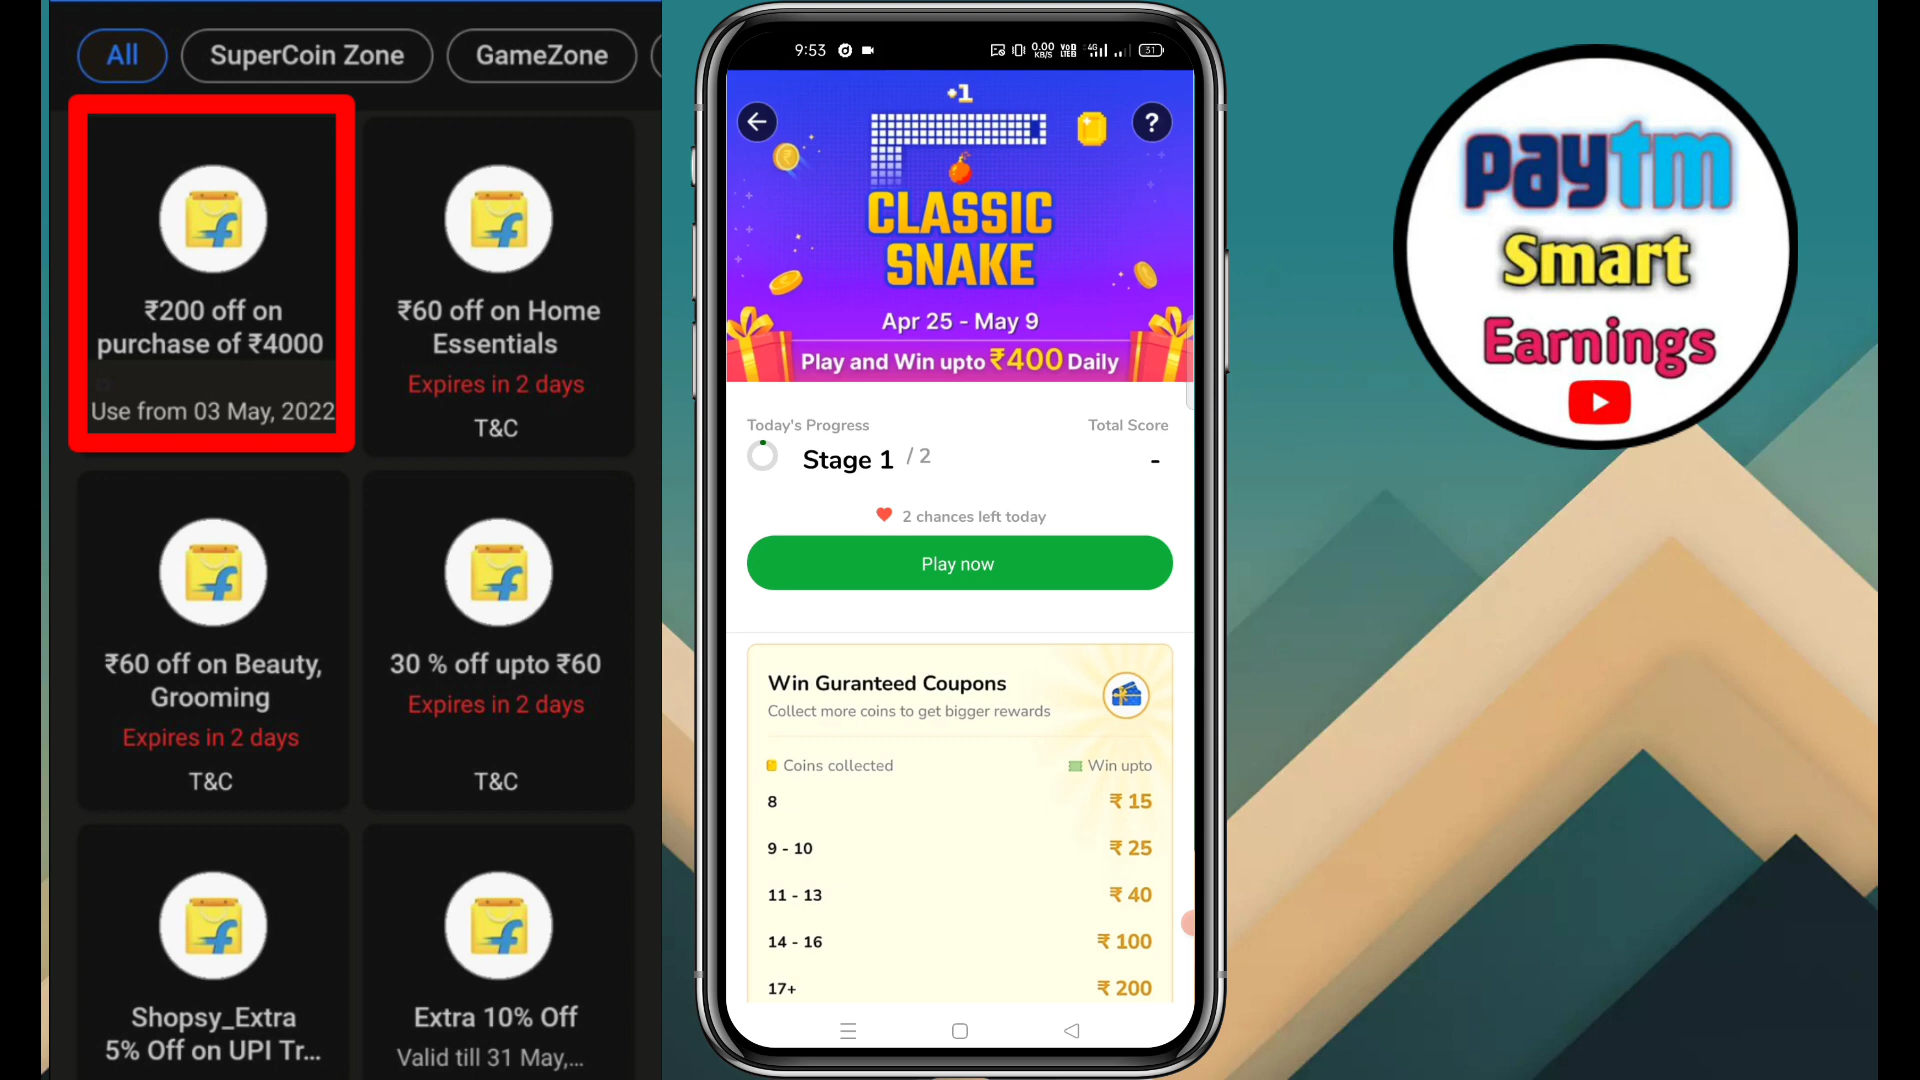 All
SuperCoin Zone
GameZone
₹200 off on
purchase of ₹4000
Use from 03 May, 2022
₹60 off on Home
Essentials
Expires in 2 days
T&C
₹60 off on Beauty,
Grooming
Expires in 2 days
T&C
30 % off upto ₹60
Expires in 2 days
T&C
Shopsy_Extra
5% Off on UPI Tr...
Extra 10% Off
Valid till 31 May,...
9:53
0.00
KB/S
VoD
LTE
4G
31
+1
?
CLASSIC
SNAKE
Apr 25 - May 9
Play and Win upto ₹400 Daily
Today's Progress
Total Score
Stage 1 / 2
-
2 chances left today
Play now
Win Guranteed Coupons
Collect more coins to get bigger rewards
Coins collected
Win upto
8
₹ 15
9 - 10
₹ 25
11 - 13
₹ 40
14 - 16
₹ 100
17+
₹ 200
paytm
Smart
Earnings